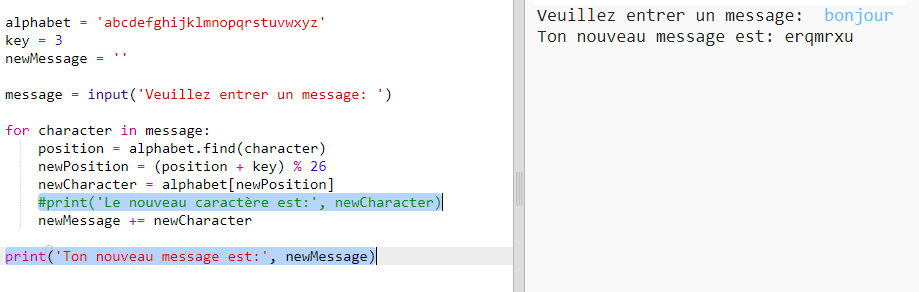 alphabet = 'abcdefghijklmnopqrstuvwxyz'
key = 3
newMessage = ''
message = input('Veuillez entrer un message: ')
for character in message:
position = alphabet.find(character)
newPosition = (position + key) % 26
newCharacter = alphabet[newPosition]
#print('Le nouveau caractère est:', newCharacter)
newMessage += newCharacter
print('Ton nouveau message est:', newMessage)
Veuillez entrer un message: bonjour
Ton nouveau message est: erqmrxu